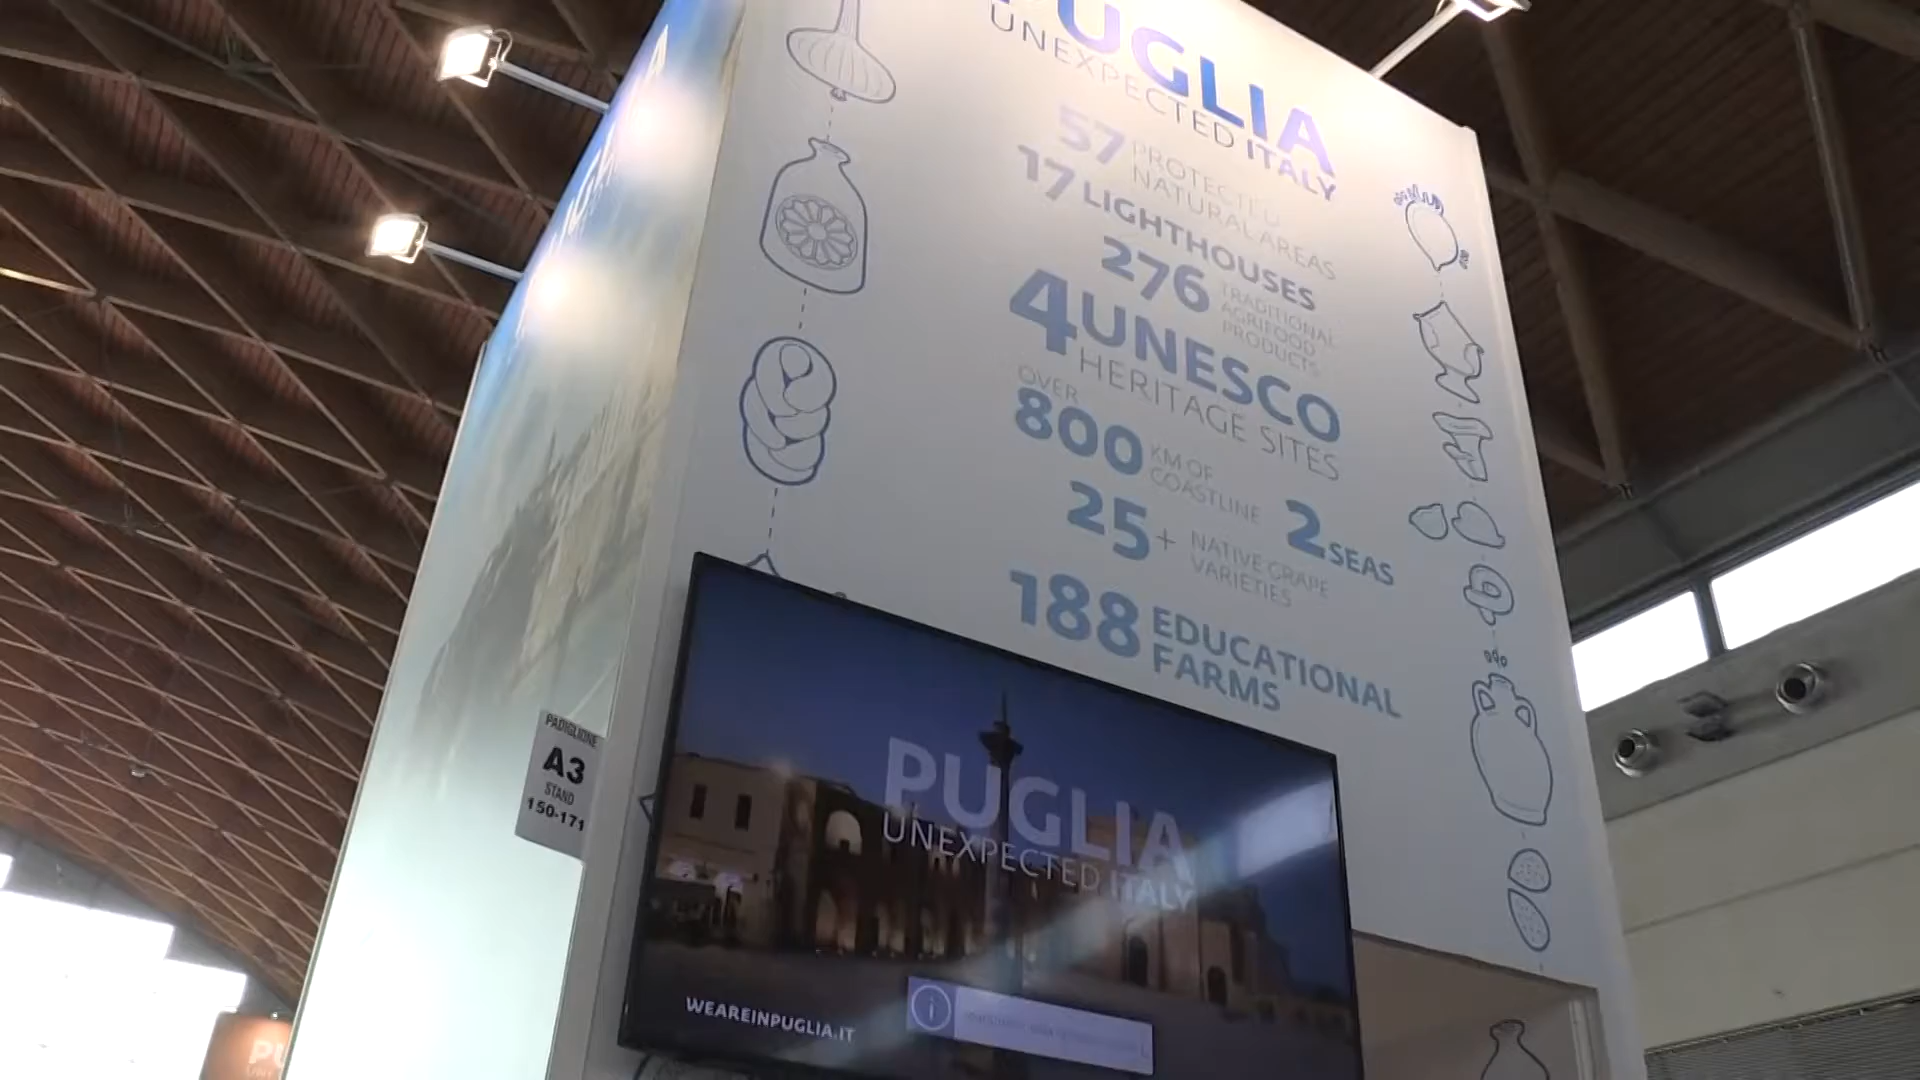 PUGLIA
UNEXPECTED ITALY
57 PROTECTED
NATURAL AREAS
17 LIGHTHOUSES
276 TRADITIONAL
AGRIFOOD
PRODUCTS
4 UNESCO
HERITAGE SITES
OVER
800 KM OF
COASTLINE
2 SEAS
25+ NATIVE GRAPE
VARIETIES
188 EDUCATIONAL
FARMS
PADIGLIONE
A3
STAND
150-171
PUGLIA
UNEXPECTED ITALY
WEAREINPUGLIA.IT
i
PU